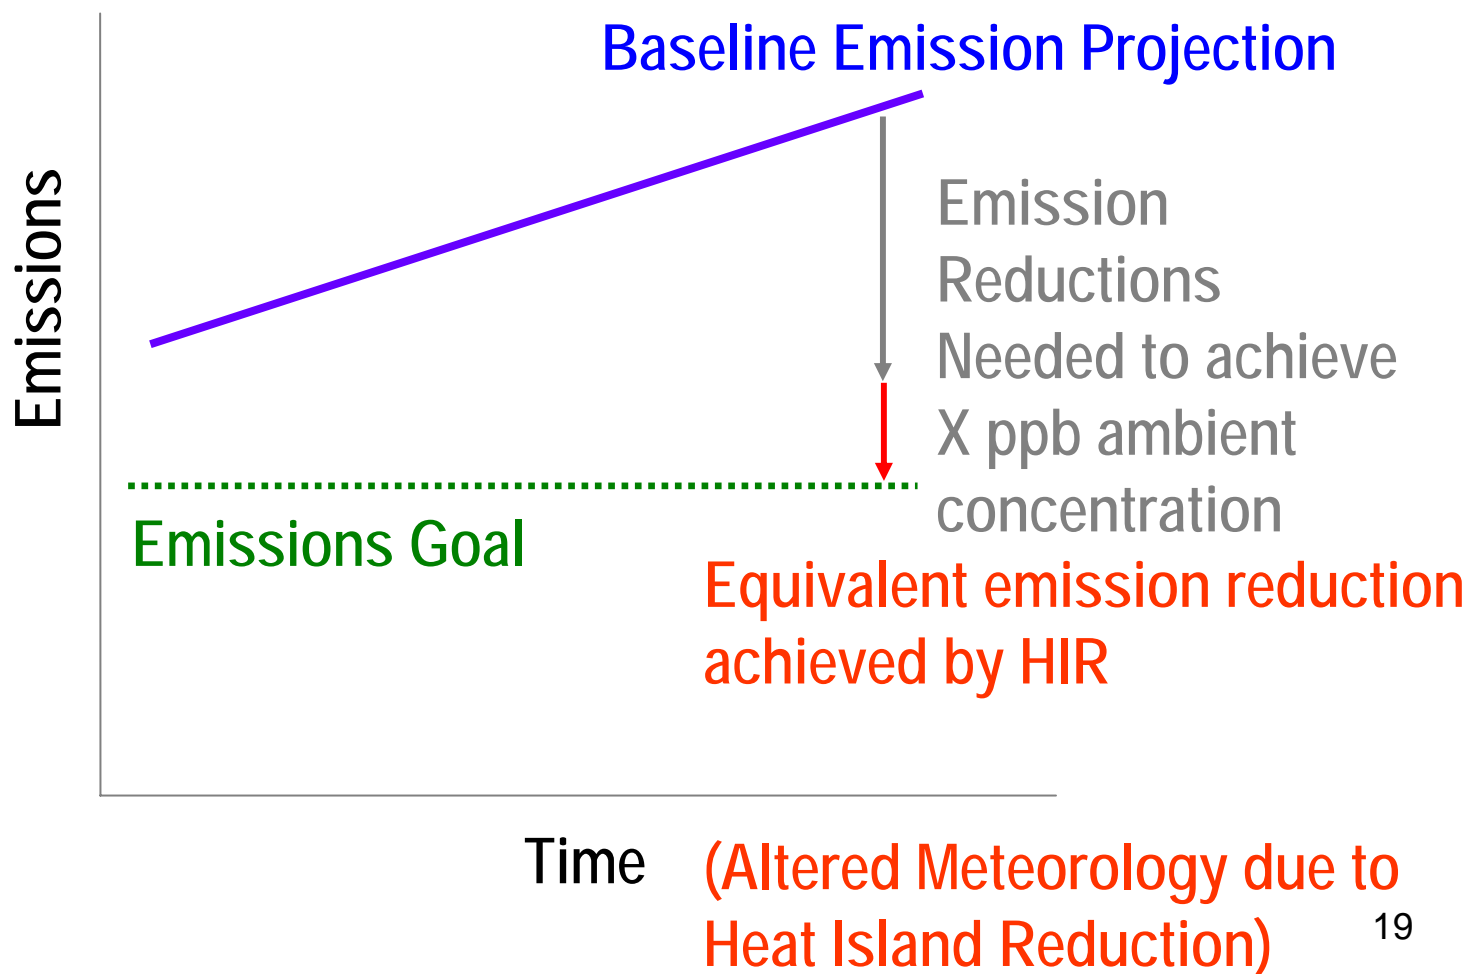 Baseline Emission Projection
Emissions
Emission
Reductions
Needed to achieve
X ppb ambient
concentration
Emissions Goal
Equivalent emission reduction
achieved by HIR
Time
(Altered Meteorology due to
Heat Island Reduction)
19